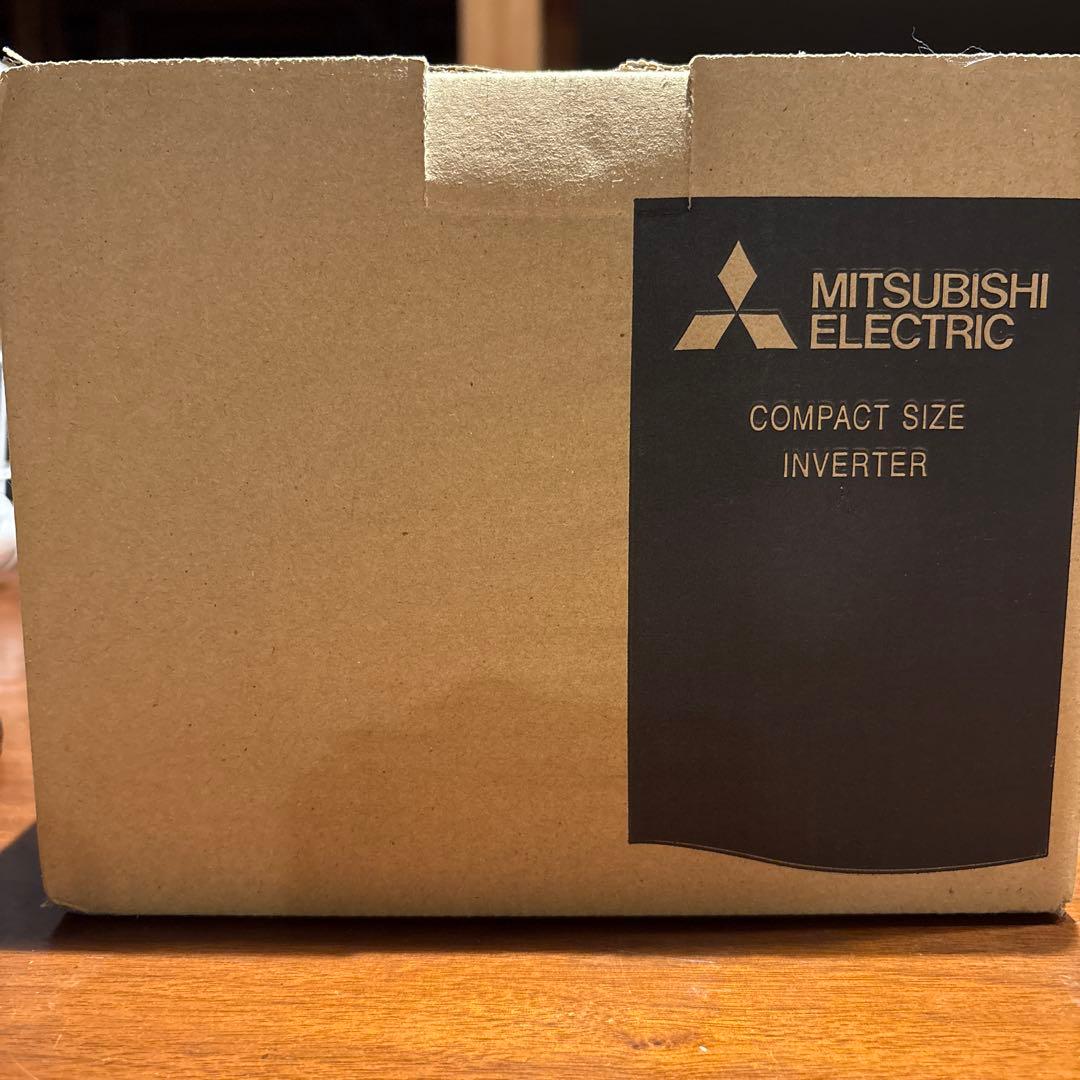 MITSUBISHI
ELECTRIC
COMPACT SIZE
INVERTER